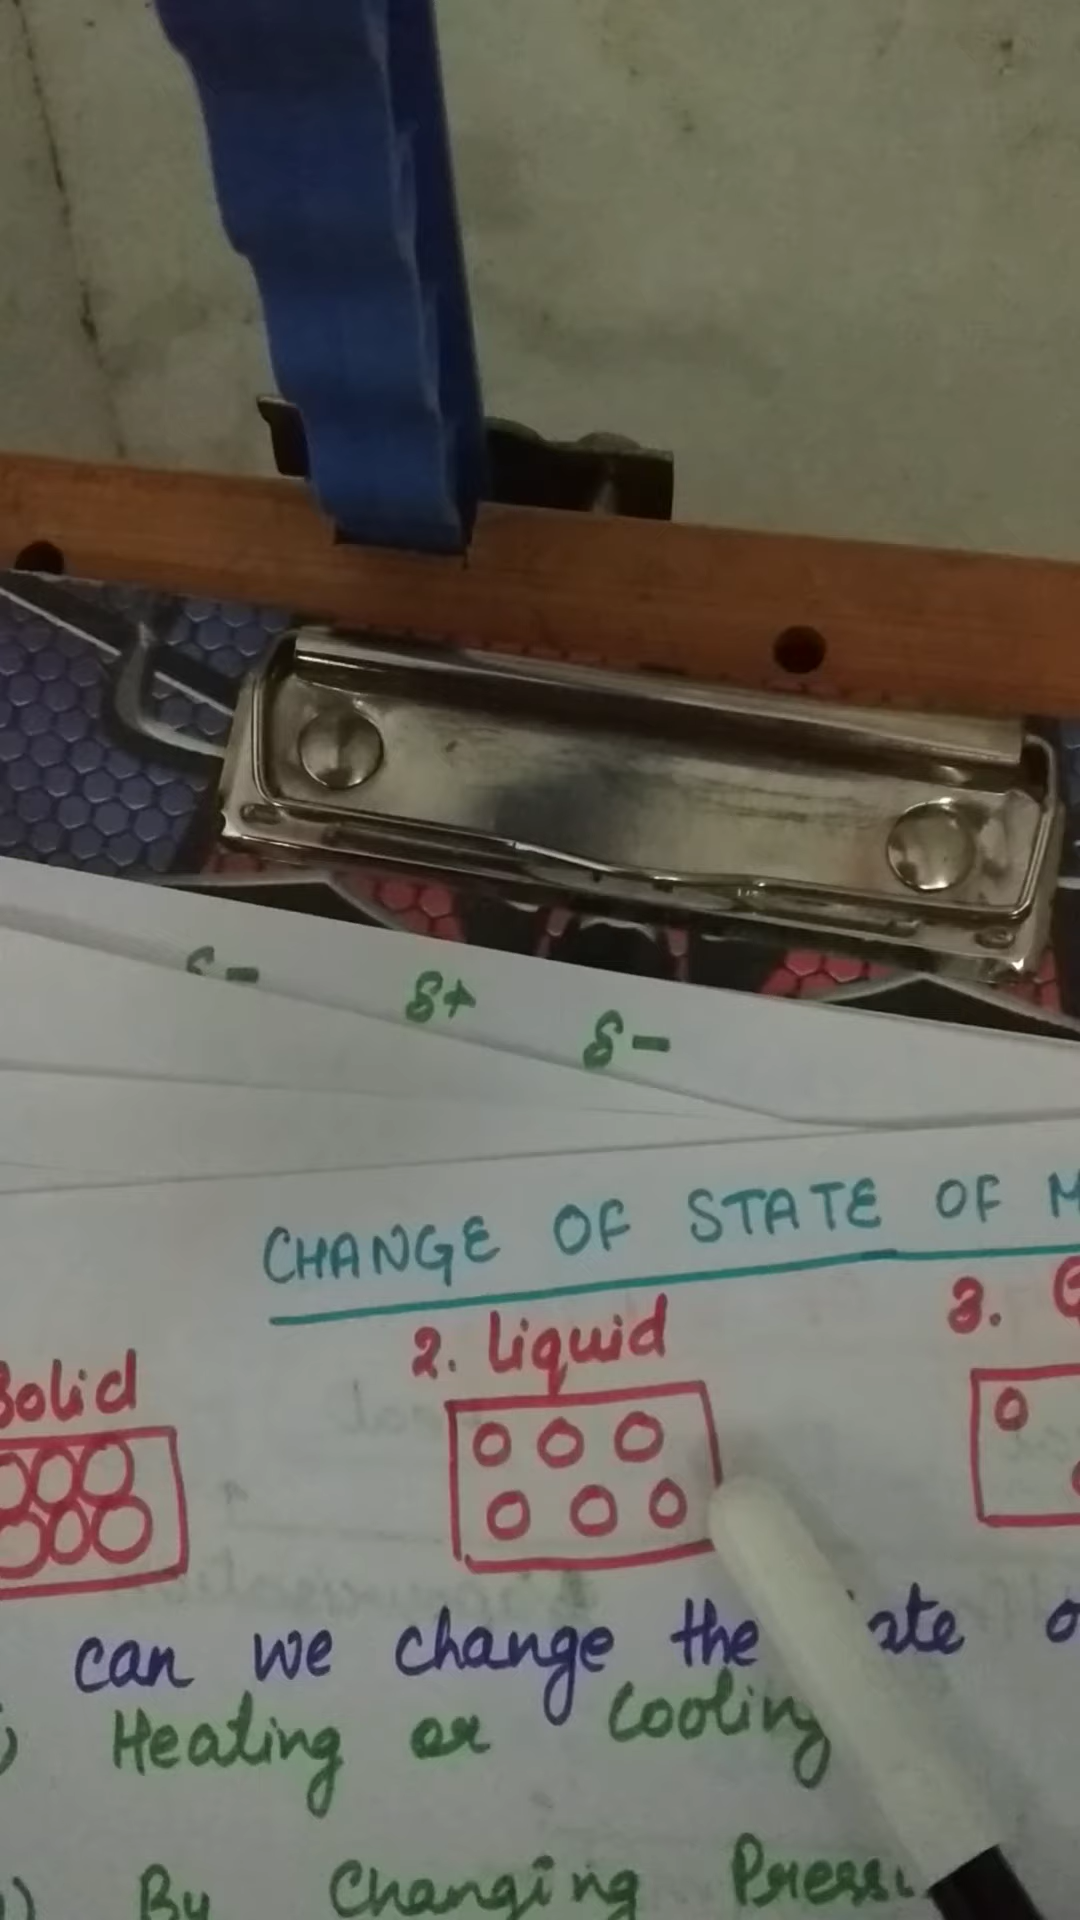 δ- δ+ δ-
CHANGE OF STATE OF
Solid 2. Liquid 3.
can we change the
Heating or Cooling
By Changing